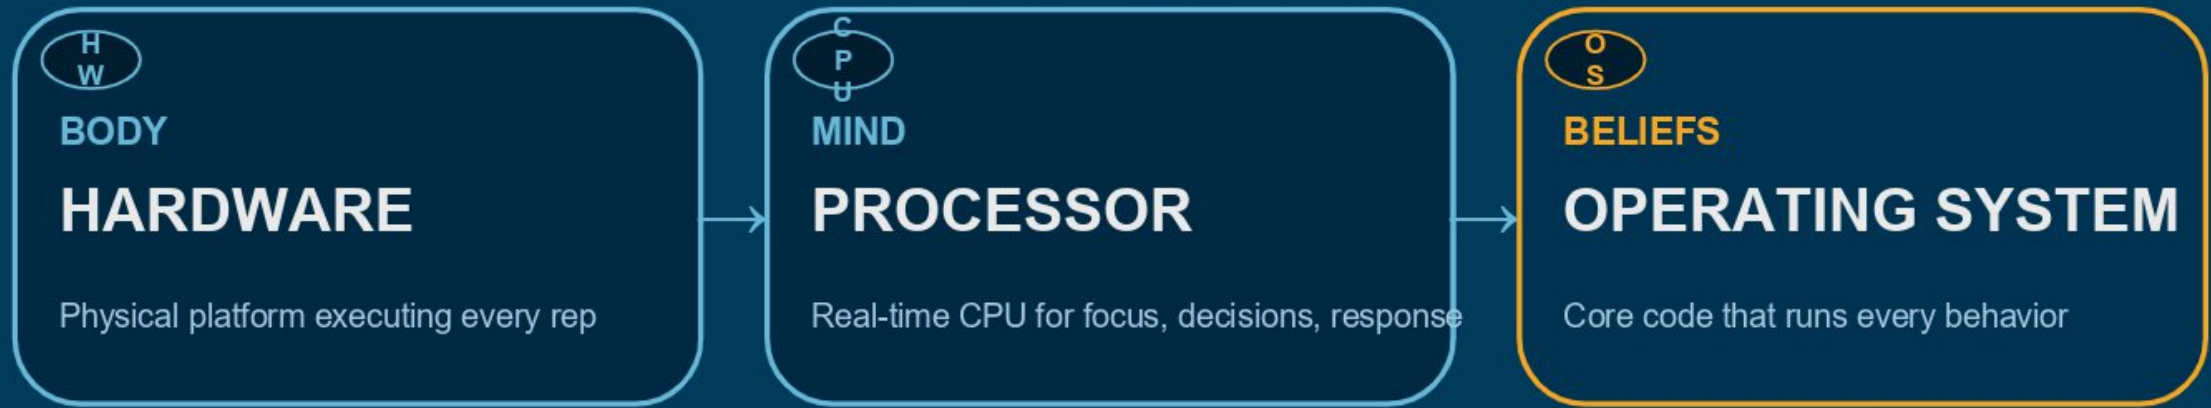 H
W
BODY
HARDWARE
Physical platform executing every rep
C
P
U
MIND
PROCESSOR
Real-time CPU for focus, decisions, response
O
S
BELIEFS
OPERATING SYSTEM
Core code that runs every behavior